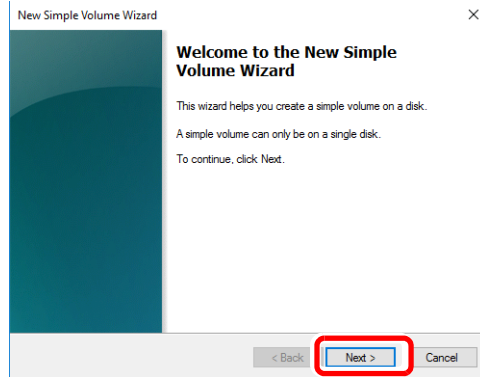 New Simple Volume Wizard
Welcome to the New Simple
Volume Wizard
This wizard helps you create a simple volume on a disk.
A simple volume can only be on a single disk.
To continue, click Next.
< Back
Next >
Cancel